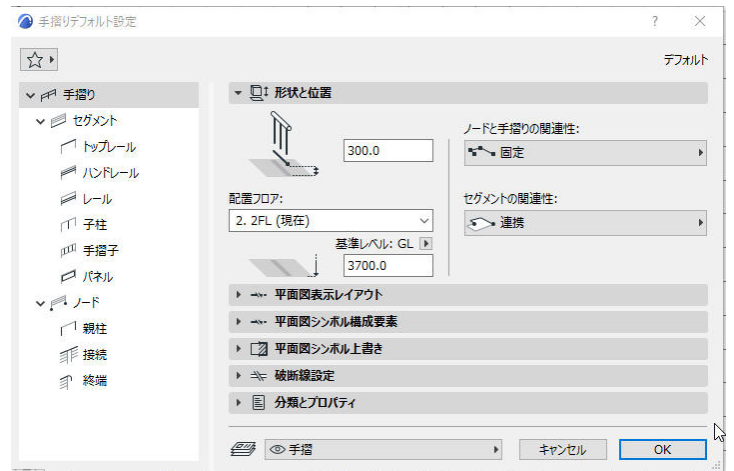 手摺りデフォルト設定
?
デフォルト
手摺り
セグメント
トップレール
ハンドレール
レール
子柱
手摺子
パネル
ノード
親柱
接続
終端
形状と位置
300.0
ノードと手摺りの関連性:
固定
配置フロア:
2. 2FL (現在)
セグメントの関連性:
連携
基準レベル: GL
3700.0
平面図表示レイアウト
平面図シンボル構成要素
平面図シンボル上書き
破断線設定
分類とプロパティ
手摺
キャンセル
OK